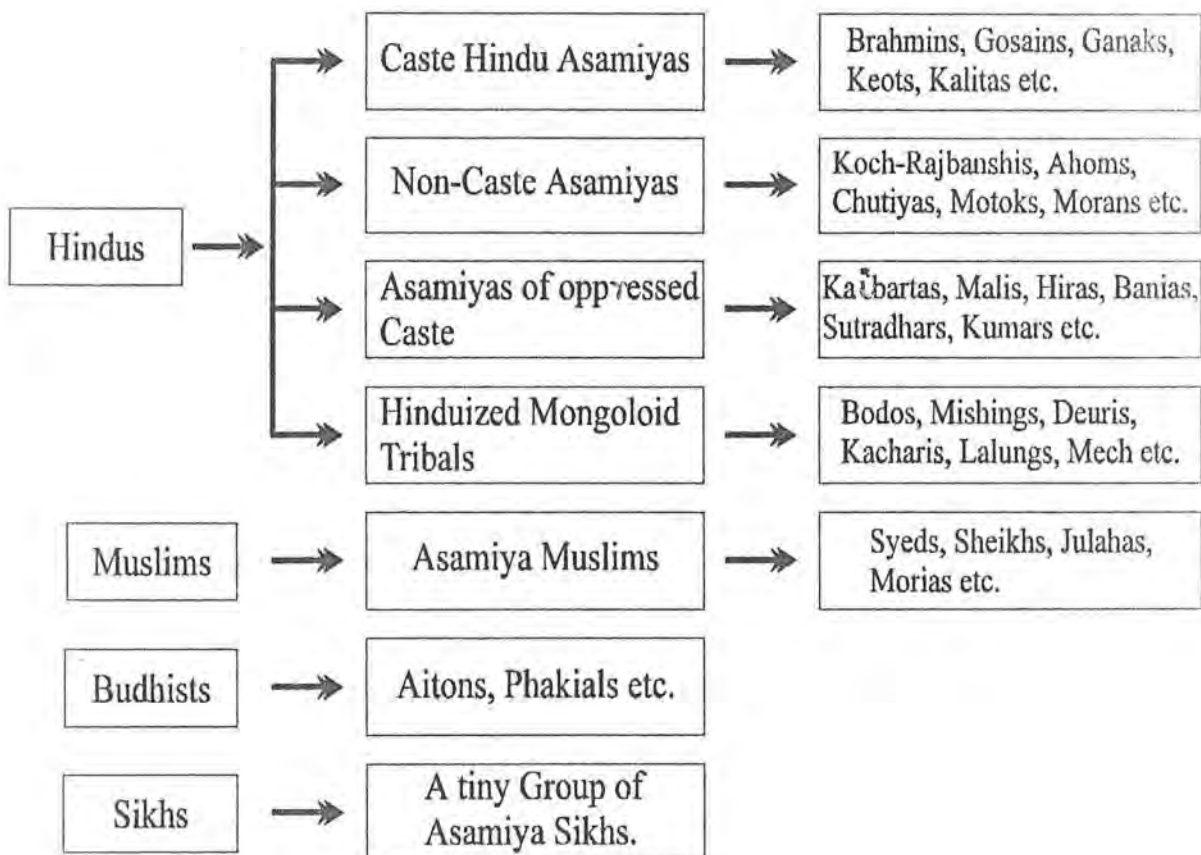 Hindus
Caste Hindu Asamiyas
Brahmins, Gosains, Ganaks,
Keots, Kalitas etc.
Non-Caste Asamiyas
Koch-Rajbanshis, Ahoms,
Chutiyas, Motoks, Morans etc.
Asamiyas of oppressed
Caste
Kaibartas, Malis, Hiras, Banias,
Sutradhars, Kumars etc.
Hinduized Mongoloid
Tribals
Bodos, Mishings, Deuris,
Kacharis, Lalungs, Mech etc.
Muslims
Asamiya Muslims
Syeds, Sheikhs, Julahas,
Morias etc.
Budhists
Aitons, Phakials etc.
Sikhs
A tiny Group of
Asamiya Sikhs.